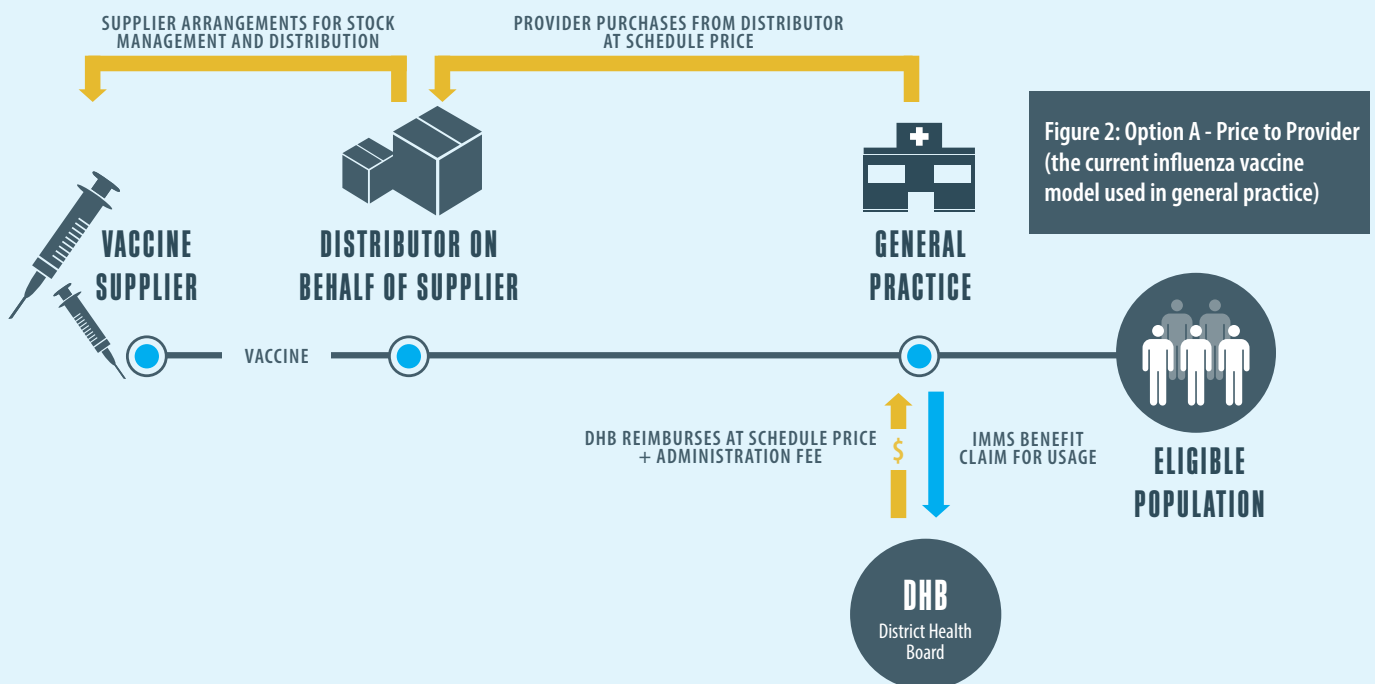 SUPPLIER ARRANGEMENTS FOR STOCK
MANAGEMENT AND DISTRIBUTION
PROVIDER PURCHASES FROM DISTRIBUTOR
AT SCHEDULE PRICE
Figure 2: Option A - Price to Provider
(the current influenza vaccine
model used in general practice)
VACCINE
SUPPLIER
DISTRIBUTOR ON
BEHALF OF SUPPLIER
GENERAL
PRACTICE
VACCINE
DHB REIMBURSES AT SCHEDULE PRICE
+ ADMINISTRATION FEE
$
IMMS BENEFIT
CLAIM FOR USAGE
ELIGIBLE
POPULATION
DHB
District Health
Board